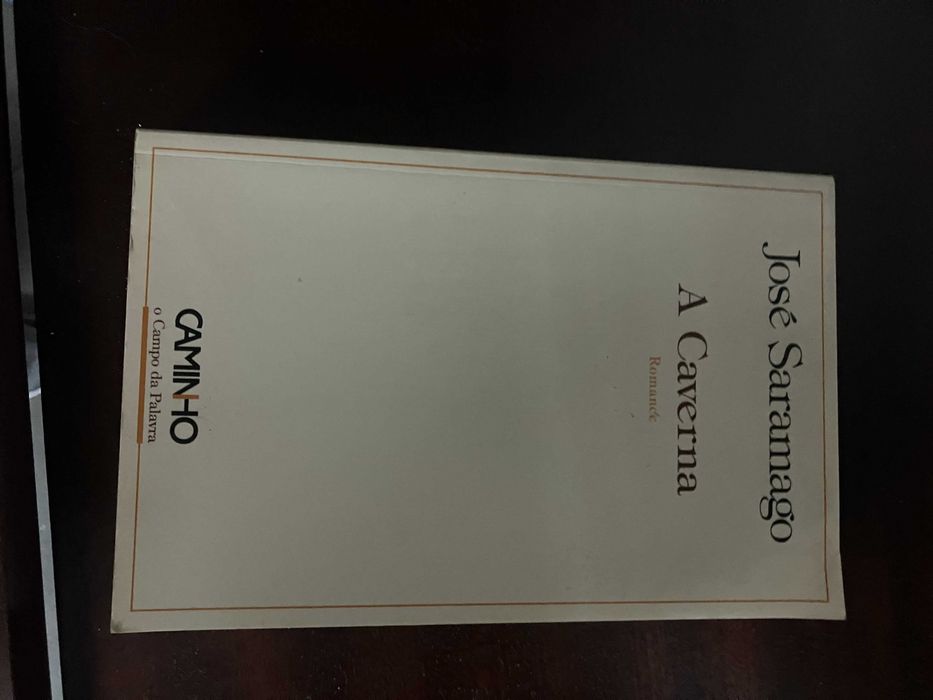 José Saramago
A Caverna
Romance
CAMINHO
o Campo da Palavra